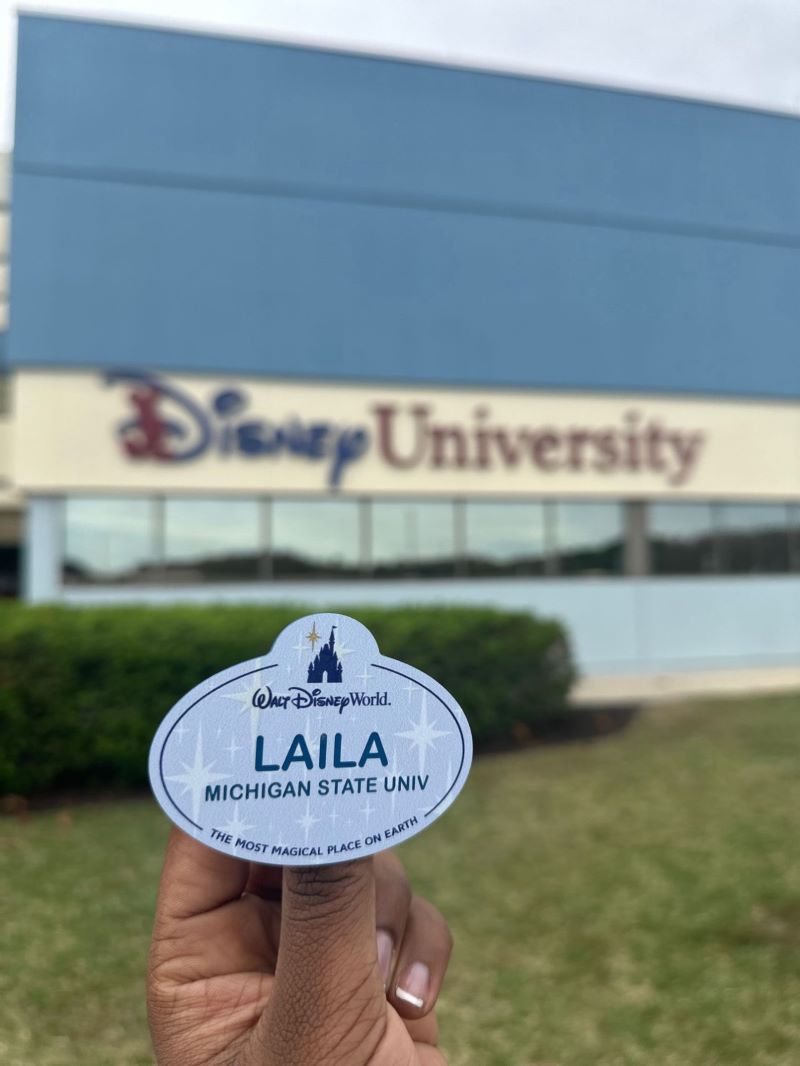 Disney University
Walt Disney World.
LAILA
MICHIGAN STATE UNIV
THE MOST MAGICAL PLACE ON EARTH